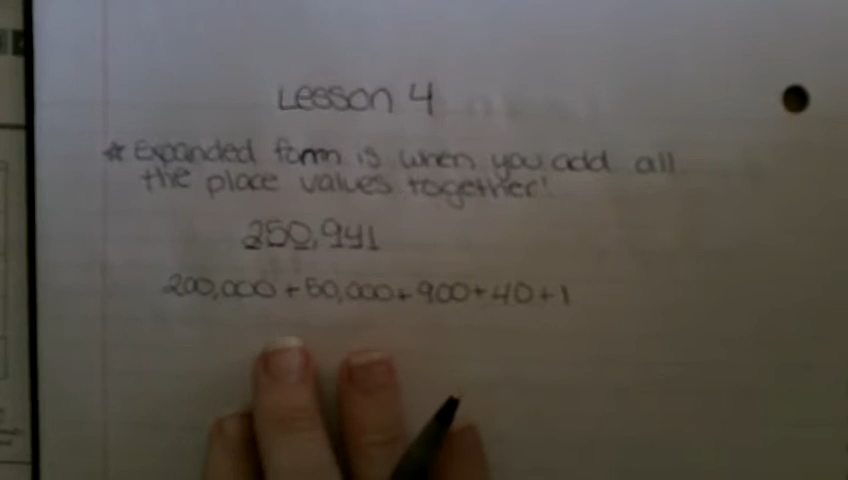 Lesson 4
* Expanded form is when you add all
the place values together!
250,941
200,000 + 50,000 + 900 + 40 + 1